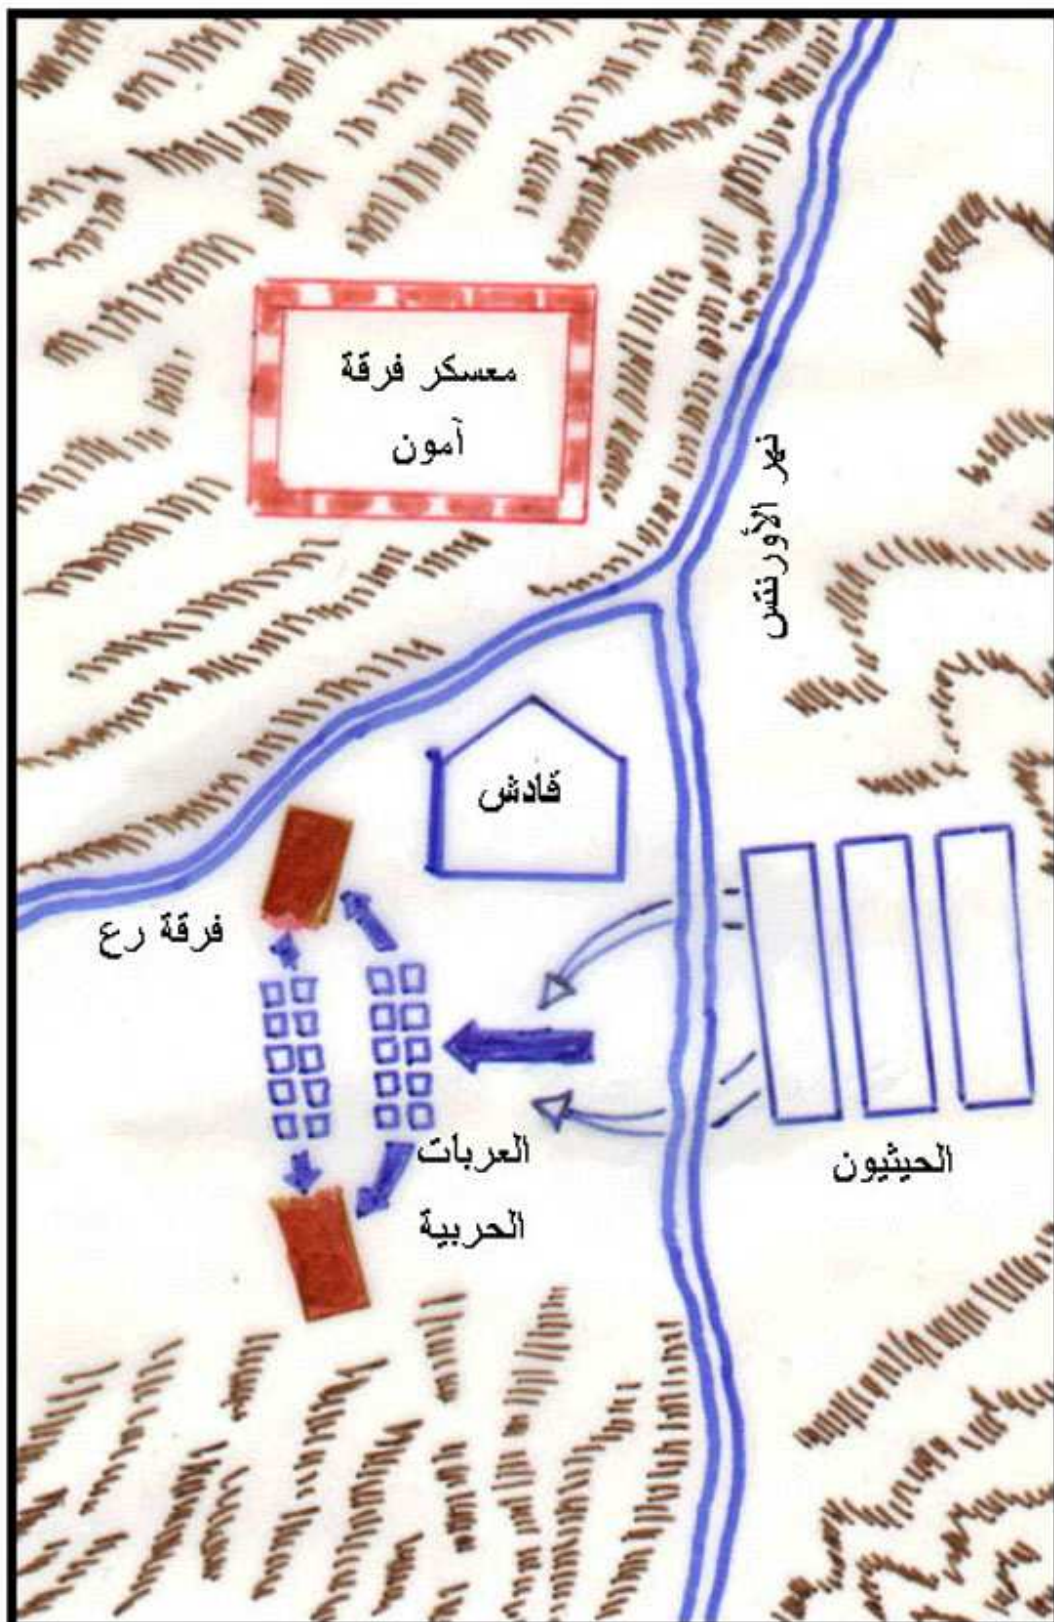 معسكر فرقة
آمون
نهر الأورنتس
قادش
فرقة رع
العربات
الحربية
الحيثيون